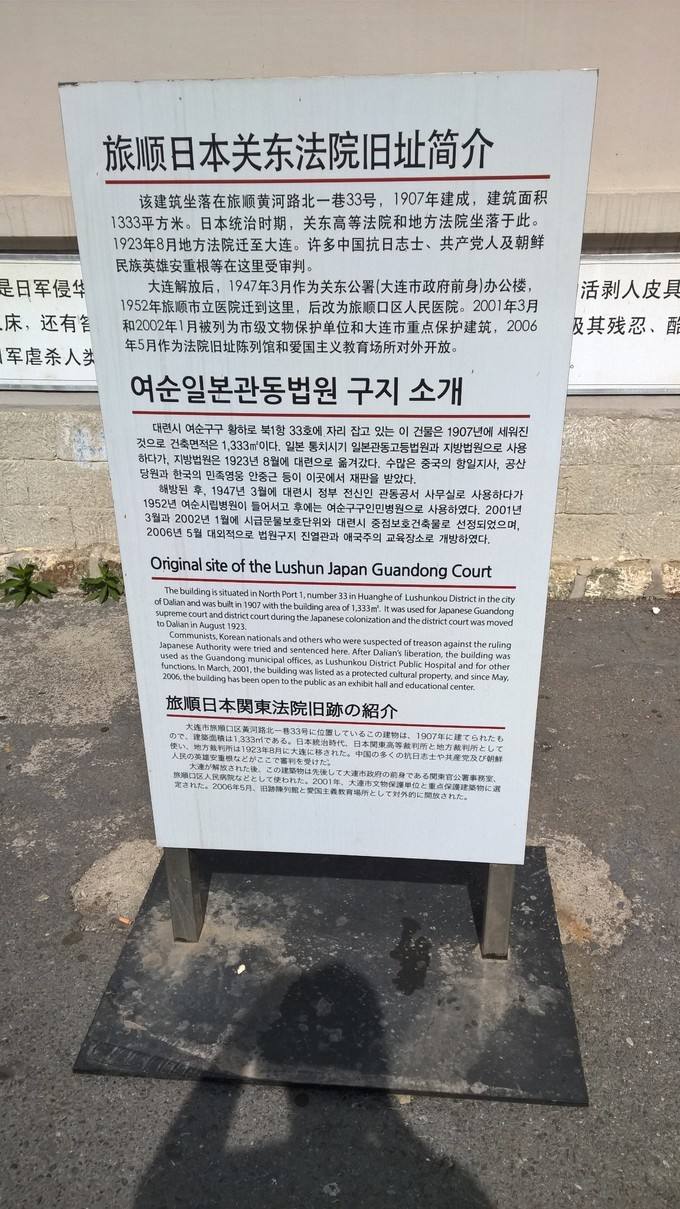 旅顺日本关东法院旧址简介
该建筑坐落在旅顺黄河路北一巷33号，1907年建成，建筑面积
1333平方米。日本统治时期，关东高等法院和地方法院坐落于此。
1923年8月地方法院迁至大连。许多中国抗日志士、共产党人及朝鲜
民族英雄安重根等在这里受审判。
大连解放后，1947年3月作为关东公署(大连市政府前身)办公楼，
1952年旅顺市立医院迁到这里，后改为旅顺口区人民医院。2001年3月
和2002年1月被列为市级文物保护单位和大连市重点保护建筑，2006
年5月作为法院旧址陈列馆和爱国主义教育场所对外开放。
여순일본관동법원 구지 소개
대련시 여순구구 황하로 북1항 33호에 자리 잡고 있는 이 건물은 1907년에 세워진
것으로 건축면적은 1,333㎡이다. 일본 통치시기 일본관동고등법원과 지방법원으로 사용
하다가, 지방법원은 1923년 8월에 대련으로 옮겨갔다. 수많은 중국의 항일지사, 공산
당원과 한국의 민족영웅 안중근 등이 이곳에서 재판을 받았다.
해방된 후, 1947년 3월에 대련시 정부 전신인 관동공서 사무실로 사용하다가
1952년 여순시립병원이 들어서고 후에는 여순구구인민병원으로 사용하였다. 2001년
3월과 2002년 1월에 시급문물보호단위와 대련시 중점보호건축물로 선정되었으며,
2006년 5월 대외적으로 법원구지 진열관과 애국주의 교육장소로 개방하였다.
Original site of the Lushun Japan Guandong Court
The building is situated in North Port 1, number 33 in Huanghe of Lushunkou District in the city
of Dalian and was built in 1907 with the building area of 1,333㎡. It was used for Japanese Guandong
supreme court and district court during the Japanese colonization and the district court was moved
to Dalian in August 1923.
Communists, Korean nationals and others who were suspected of treason against the ruling
Japanese Authority were tried and sentenced here. After Dalian's liberation, the building was
used as the Guandong municipal offices, as Lushunkou District Public Hospital and for other
functions. In March, 2001, the building was listed as a protected cultural property, and since May,
2006, the building has been open to the public as an exhibit hall and educational center.
旅順日本関東法院旧跡の紹介
大連市旅順口区黄河路北一巷33号に位置しているこの建物は、1907年に建てられたも
ので、建築面積は1,333㎡である。日本統治時代、日本関東高等裁判所と地方裁判所として
使い、地方裁判所は1923年8月に大連に移された。中国の多くの抗日志士や共産党及び朝鮮
人民の英雄安重根などがここで審判を受けた。
大連が解放された後、この建築物は先後して大連市政府の前身である関東官公署事務室、
旅順口区人民病院などとして使われた。2001年、大連市文物保護単位と重点保護建築物に選
定された。2006年5月、旧跡陳列館と愛国主義教育場所として対外的に開放された。
是日军侵华
床，还有
军虐杀人类
活剥人皮具
及其残忍、酷
。